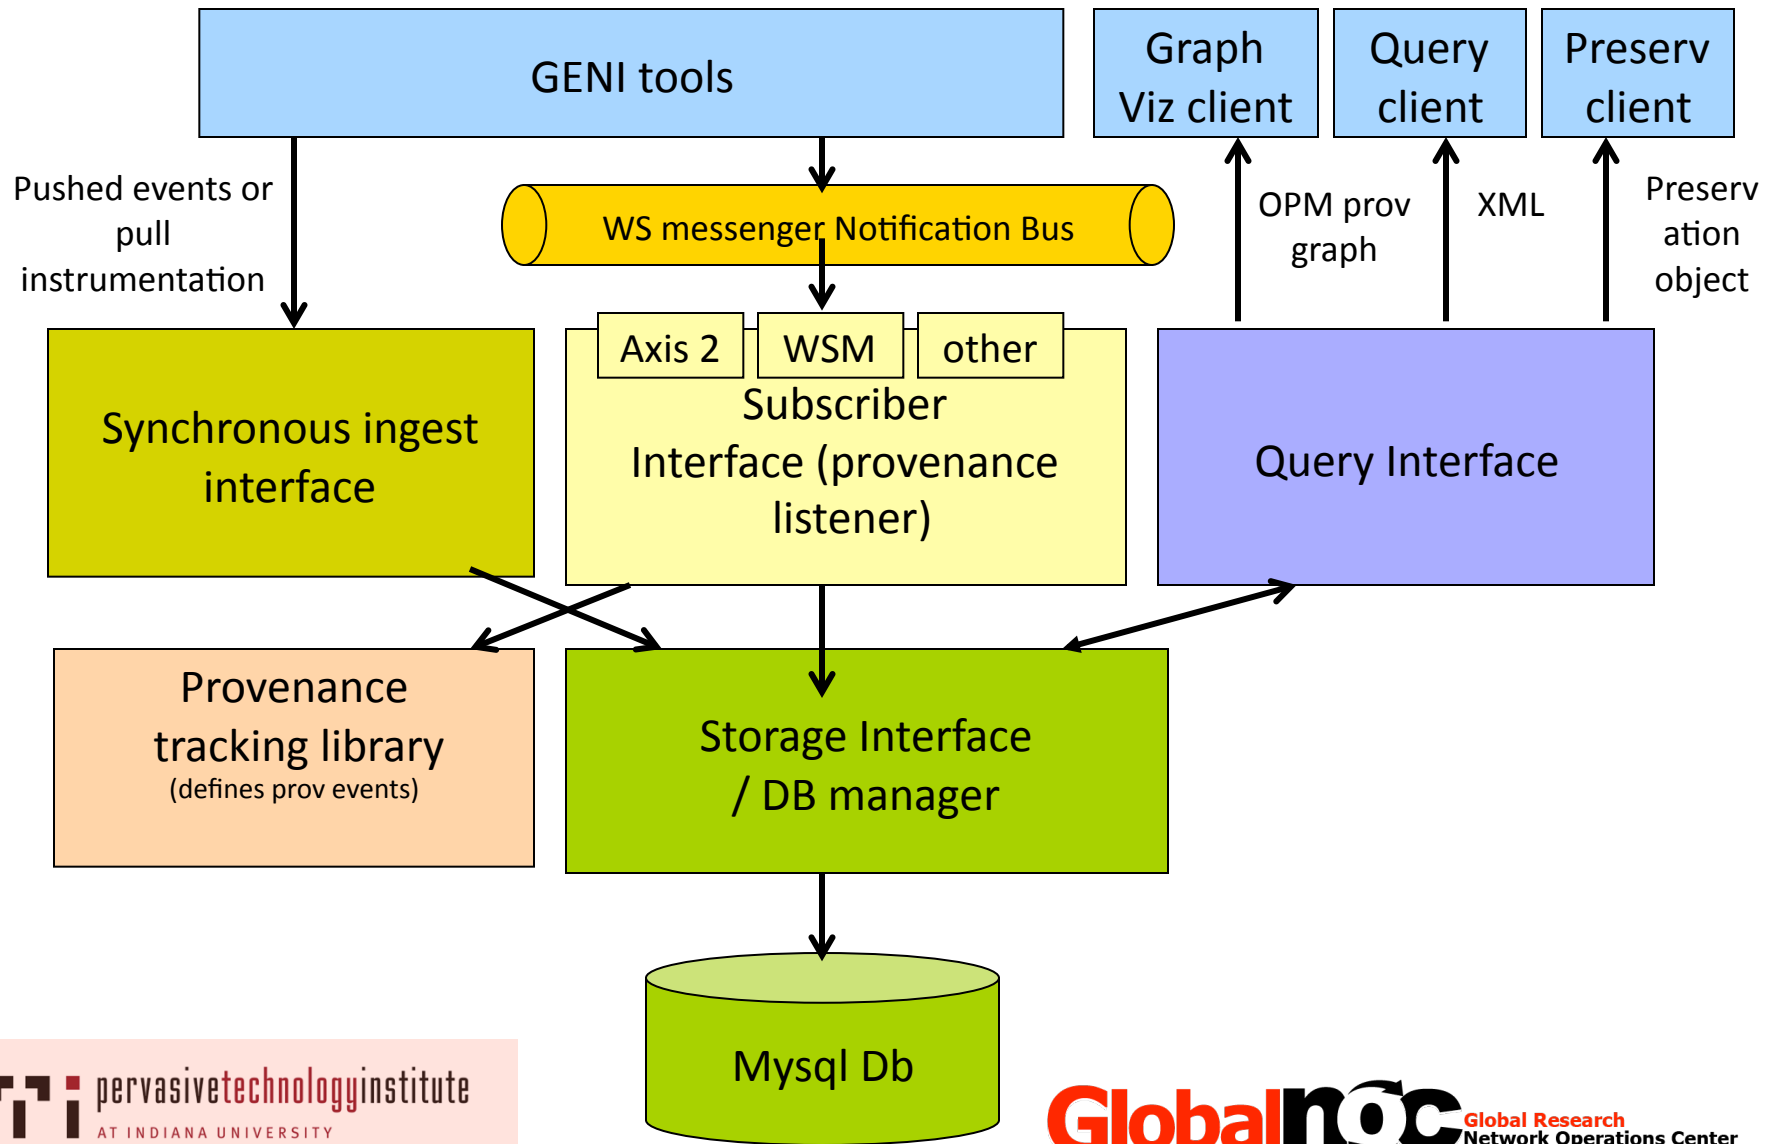 GENI tools
Graph
Viz client
Query
client
Preserv
client
Pushed events or
pull
instrumentation
WS messenger Notification Bus
OPM prov
graph
XML
Preserv
ation
object
Axis 2
WSM
other
Synchronous ingest
interface
Subscriber
Interface (provenance
listener)
Query Interface
Provenance
tracking library
(defines prov events)
Storage Interface
/ DB manager
Mysql Db
pervasivetechnologyinstitute
AT INDIANA UNIVERSITY
Globalnoc
Global Research
Network Operations Center